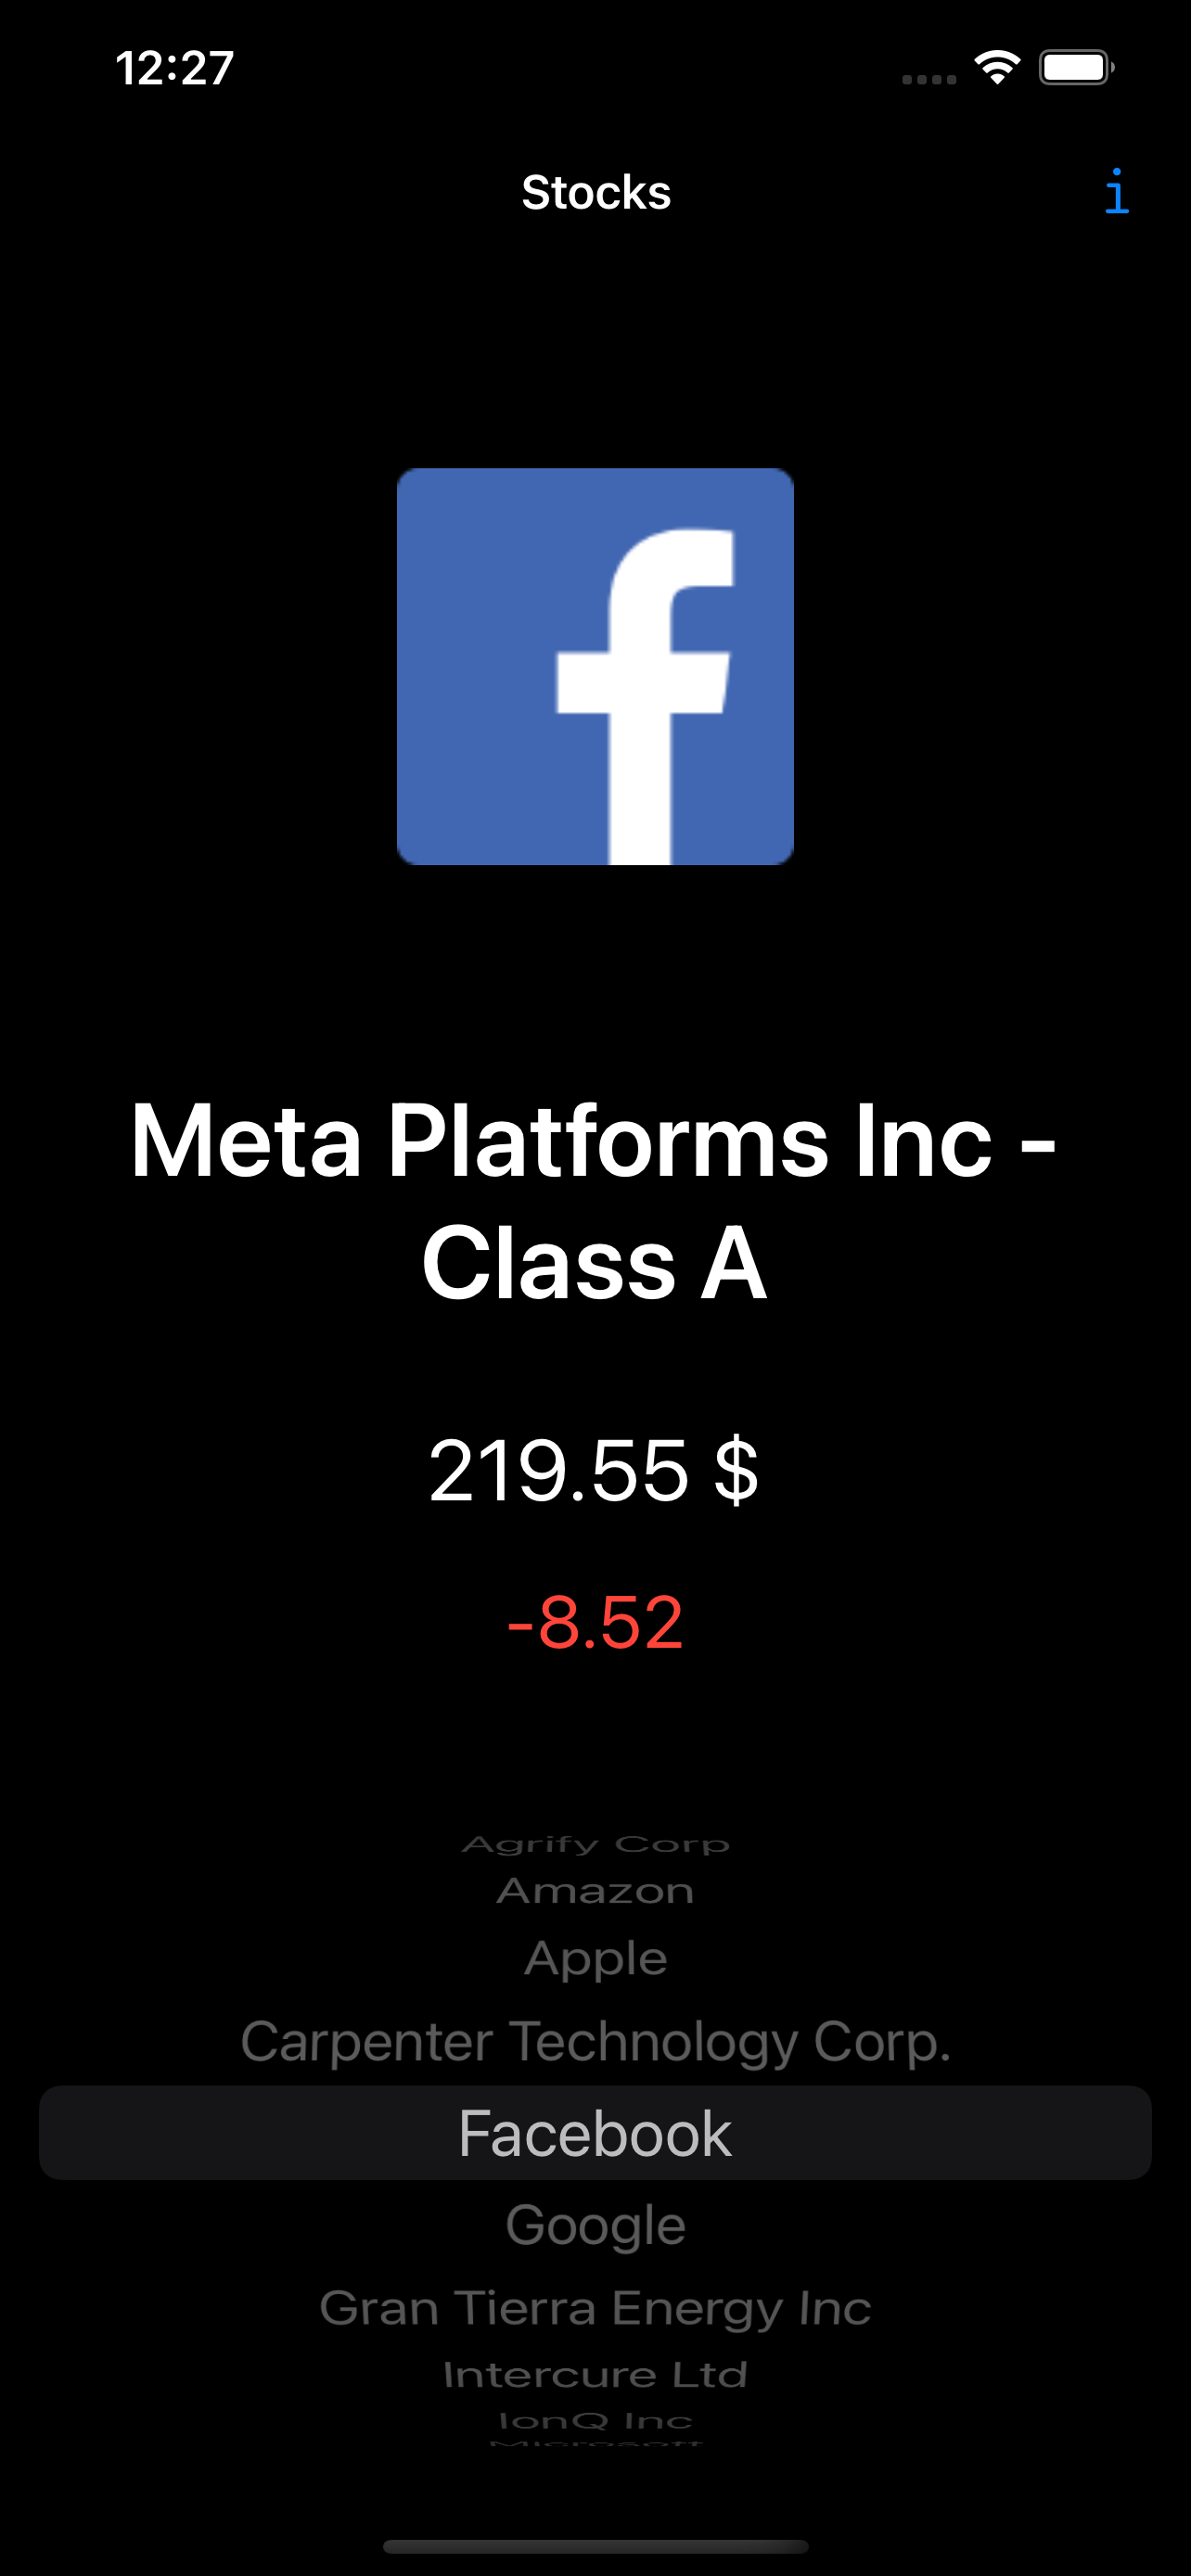 12:27
Stocks
i
f
Meta Platforms Inc -
Class A
219.55 $
-8.52
Agrify Corp
Amazon
Apple
Carpenter Technology Corp.
Facebook
Google
Gran Tierra Energy Inc
Intercure Ltd
IonQ Inc
Microsoft